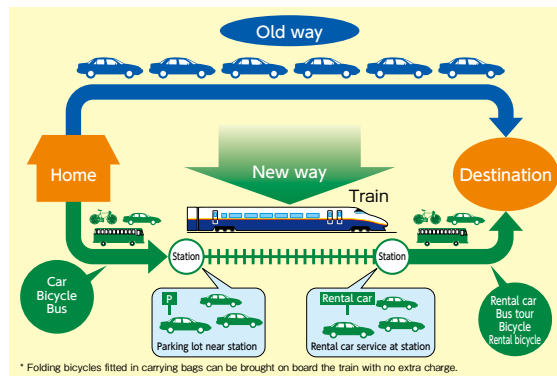 Old way
Home
New way
Destination
Train
Station
Station
Car
Bicycle
Bus
P
Parking lot near station
Rental car
Rental car service at station
Rental car
Bus tour
Bicycle
Rental bicycle
* Folding bicycles fitted in carrying bags can be brought on board the train with no extra charge.